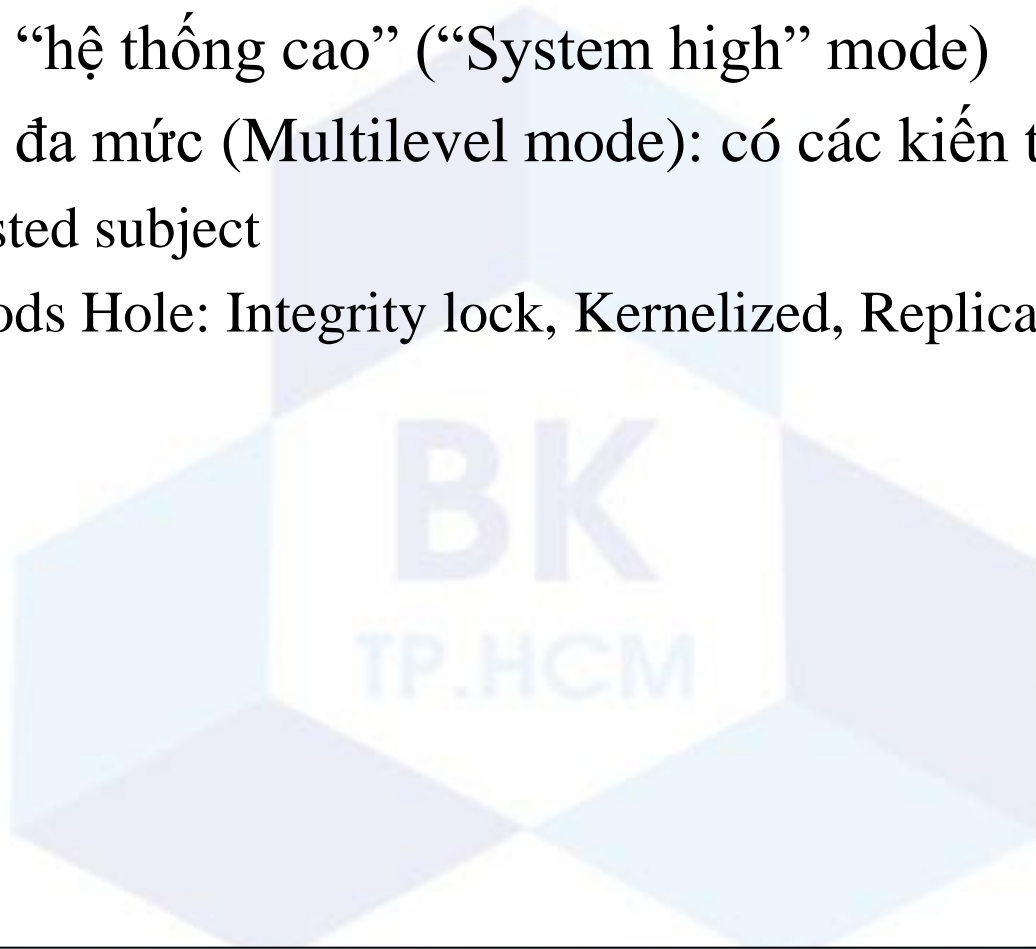 “hệ thống cao” (“System high” mode)
đa mức (Multilevel mode): có các kiến t
sted subject
ods Hole: Integrity lock, Kernelized, Replica
BK
TP.HCM